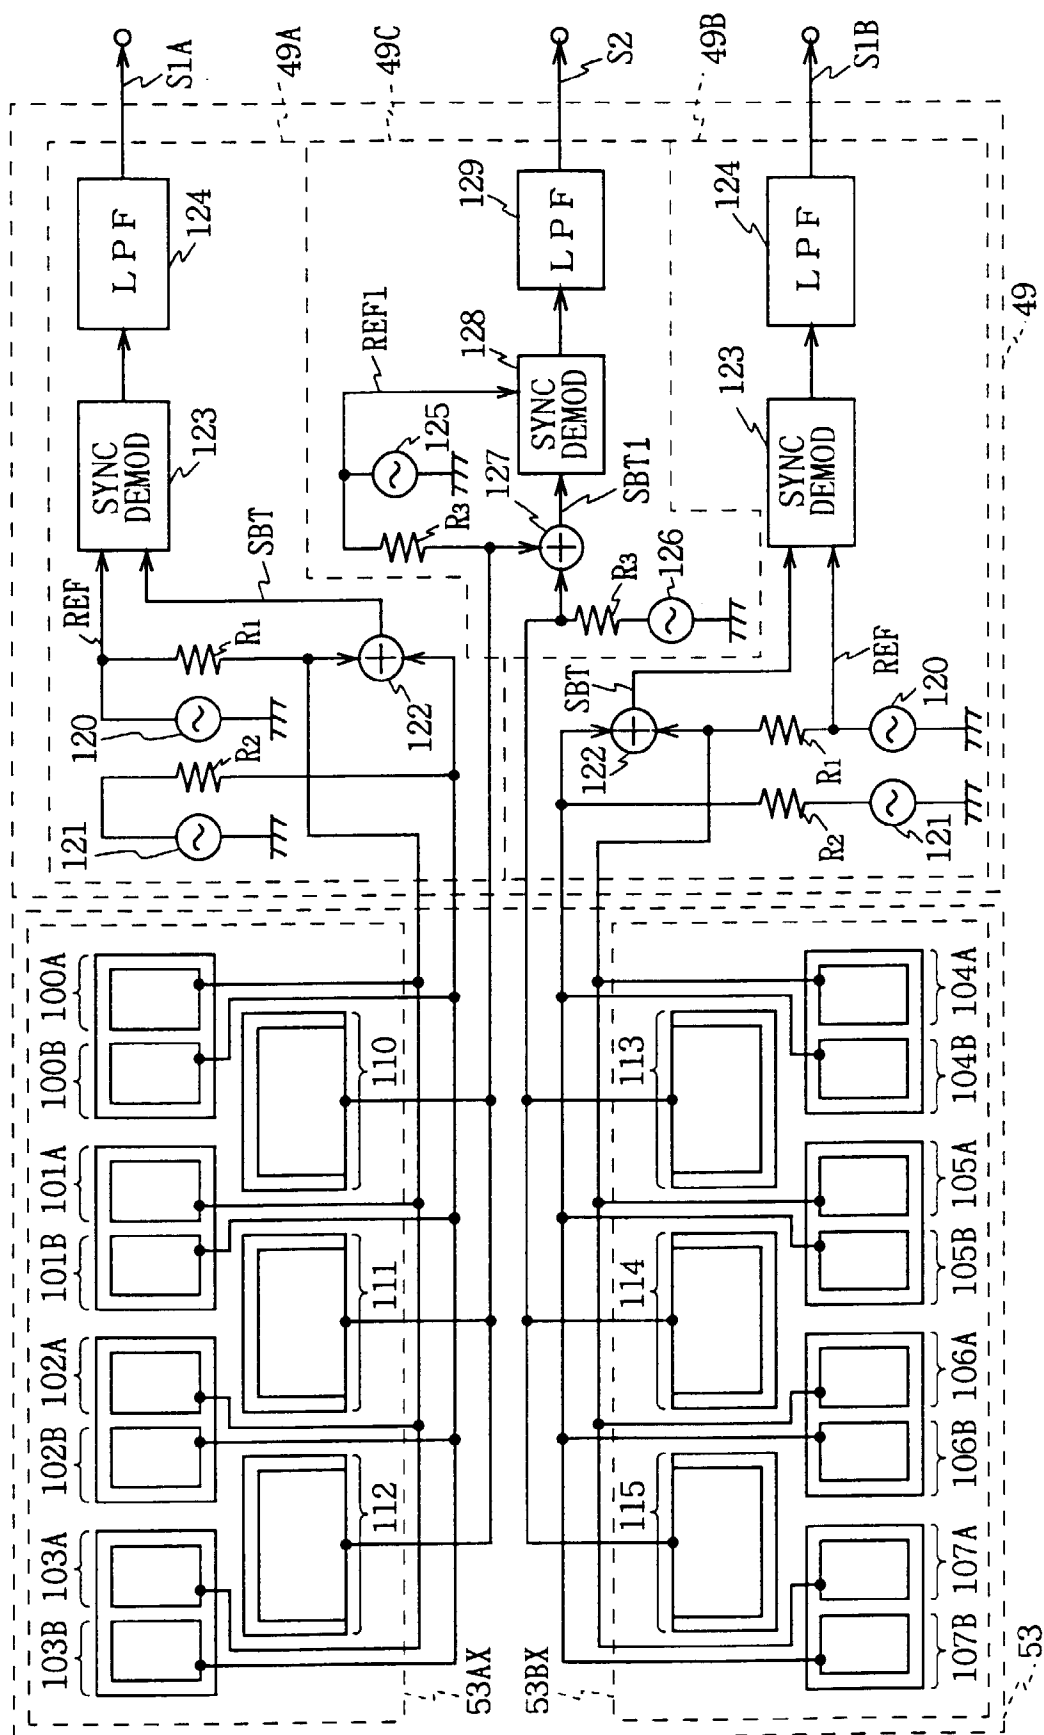 S1A
49A
49C
S2
49B
S1B
LPF
124
129
LPF
124
LPF
49
REF1
128
SYNC
DEMOD
123
SYNC
DEMOD
125
SYNC
DEMOD
123
127
SBT1
R3
SBT
REF
R1
R3
126
SBT
REF
120
122
R2
122
R1
120
121
R2
121
100A
100B
110
113
104A
104B
101A
101B
111
114
105A
105B
102A
102B
112
115
106A
106B
103A
103B
107A
107B
53AX
53BX
53